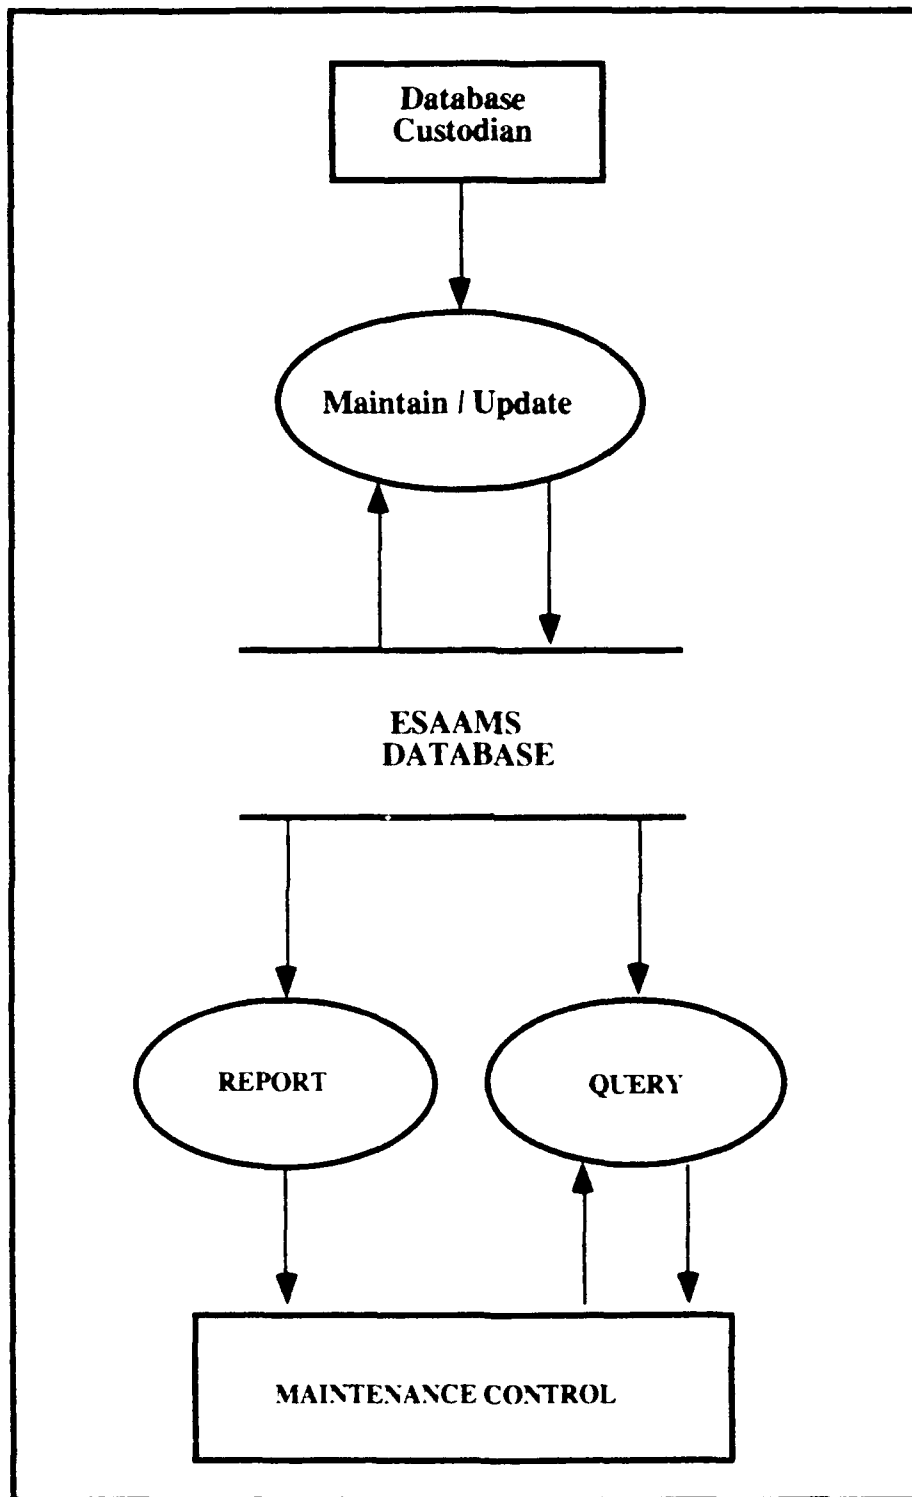 Database
Custodian
Maintain / Update
ESAAMS
DATABASE
REPORT
QUERY
MAINTENANCE CONTROL